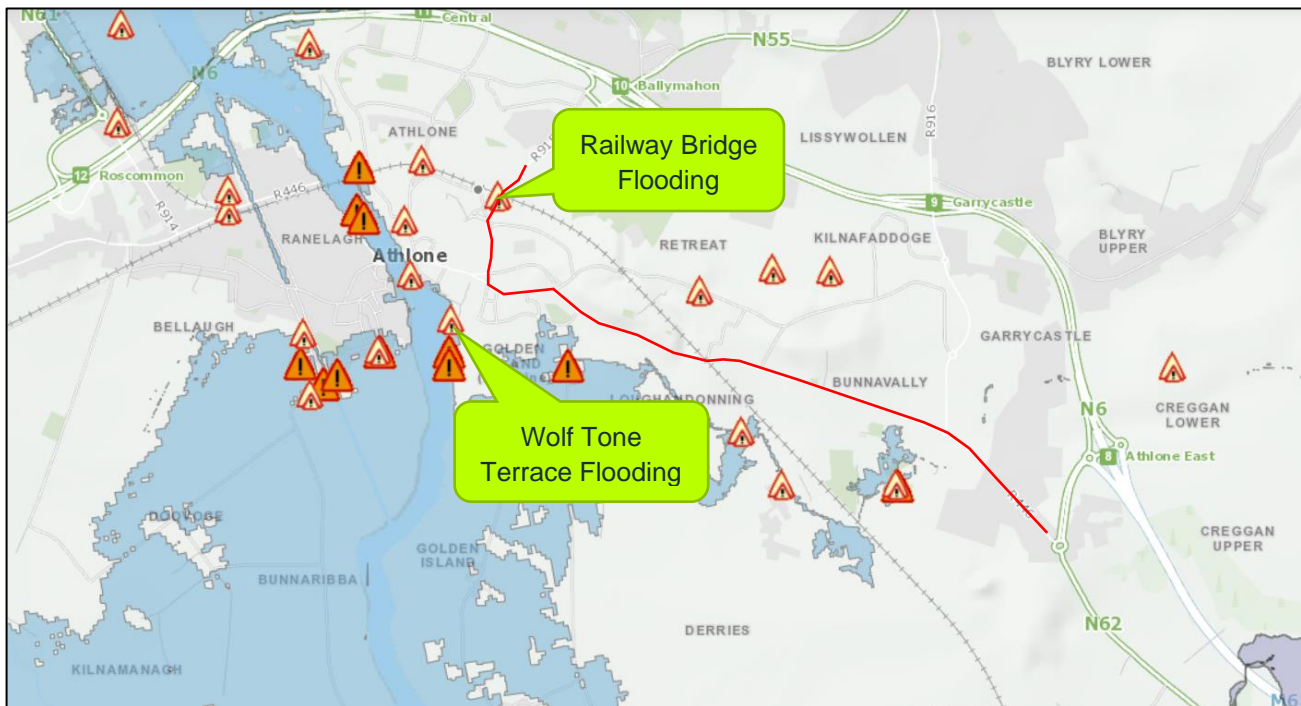 N61
Central
N55
BLYRY LOWER
N6
10
Ballymahon
R916
ATHLONE
LISSYWOLLEN
Railway Bridge
Flooding
12
Roscommon
R446
R914
9
Garrycastle
RANELAGH
RETREAT
KILNAFADDOGE
BLYRY
UPPER
Athlone
BELLAUGH
GARRYCASTLE
GOLDEN
BUNNAVALLY
N6
CREGGAN
LOWER
8
Athlone East
Wolf Tone
Terrace Flooding
R446
DOOVOGE
CREGGAN
UPPER
GOLDEN
ISLAND
BUNNARIBBA
N62
DERRIES
KILNAMANAGH
M6